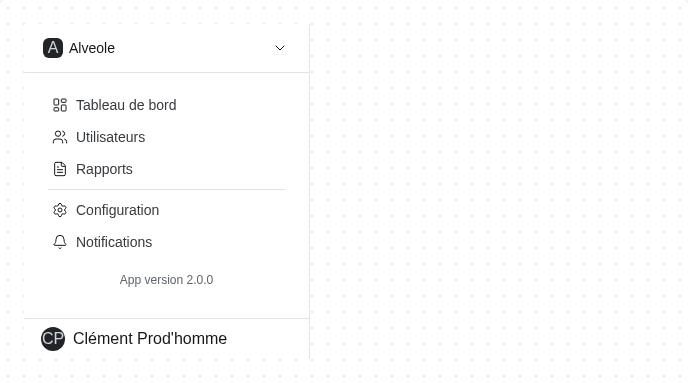 A Alveole
Tableau de bord
Utilisateurs
Rapports
Configuration
Notifications
App version 2.0.0
CP Clément Prod'homme